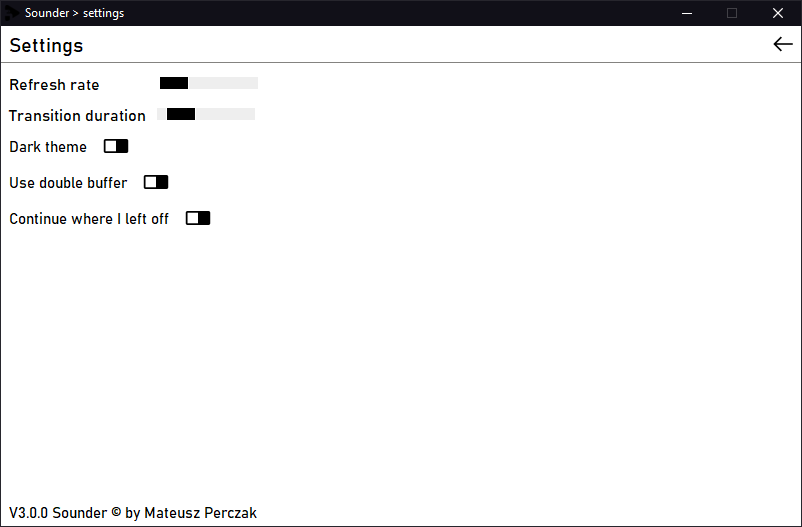 Sounder > settings
Settings
Refresh rate
Transition duration
Dark theme
Use double buffer
Continue where I left off
V3.0.0 Sounder © by Mateusz Perczak